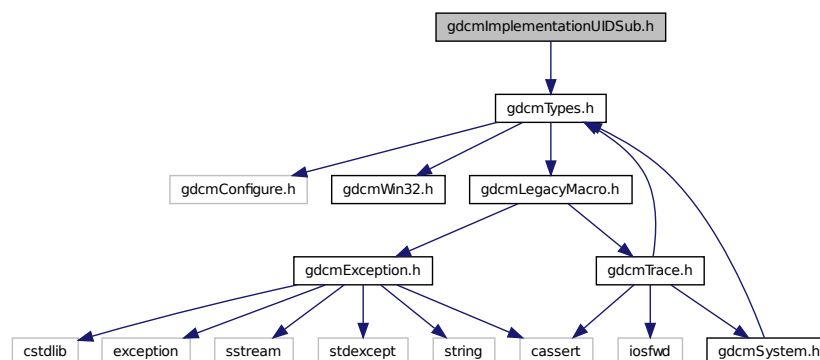 gdcmImplementationUIDSub.h
gdcmTypes.h
gdcmConfigure.h
gdcmWin32.h
gdcmLegacyMacro.h
gdcmException.h
gdcmTrace.h
cstdlib
exception
sstream
stdexcept
string
cassert
iosfwd
gdcmSystem.h